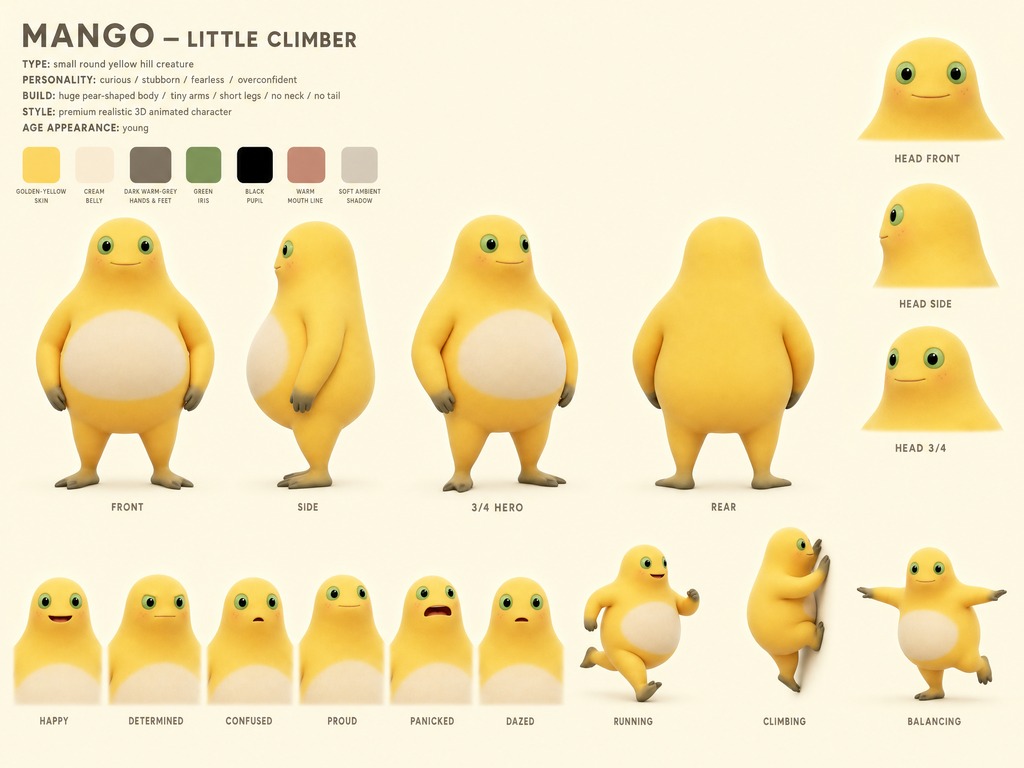 MANGO – LITTLE CLIMBER
TYPE: small round yellow hill creature
PERSONALITY: curious / stubborn / fearless / overconfident
BUILD: huge pear-shaped body / tiny arms / short legs / no neck / no tail
STYLE: premium realistic 3D animated character
AGE APPEARANCE: young
GOLDEN-YELLOW
SKIN
CREAM
BELLY
DARK WARM-GREY
HANDS & FEET
GREEN
IRIS
BLACK
PUPIL
WARM
MOUTH LINE
SOFT AMBIENT
SHADOW
HEAD FRONT
HEAD SIDE
HEAD 3/4
FRONT
SIDE
3/4 HERO
REAR
HAPPY
DETERMINED
CONFUSED
PROUD
PANICKED
DAZED
RUNNING
CLIMBING
BALANCING